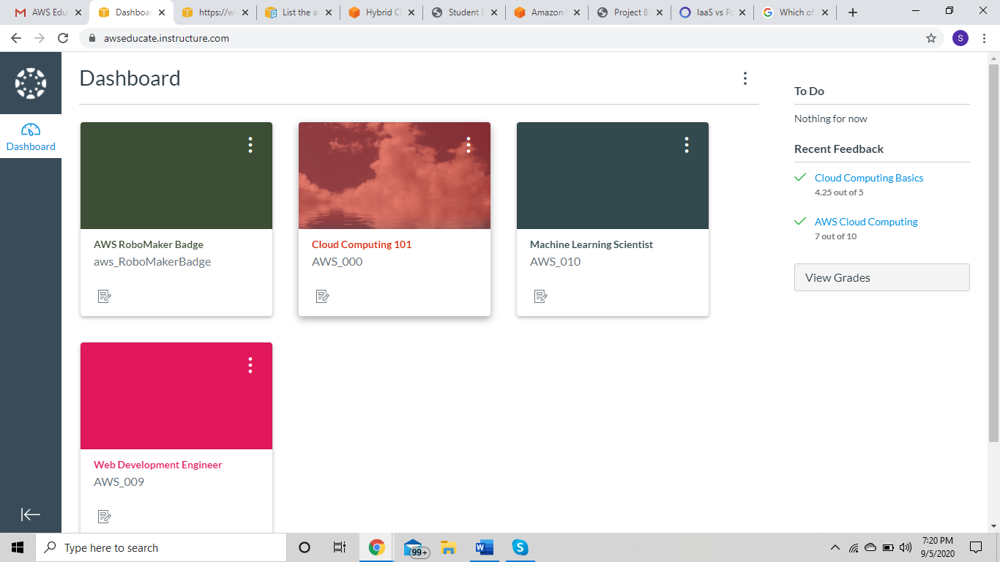 AWS Edu
Dashboa
https://w
List the a
Hybrid C
Student
Amazon
Project B
IaaS vs P
Which of
awseducate.instructure.com
S
Dashboard
Dashboard
AWS RoboMaker Badge
aws_RoboMakerBadge
Cloud Computing 101
AWS_000
Machine Learning Scientist
AWS_010
Web Development Engineer
AWS_009
To Do
Nothing for now
Recent Feedback
Cloud Computing Basics
4.25 out of 5
AWS Cloud Computing
7 out of 10
View Grades
Type here to search
99+
7:20 PM
9/5/2020